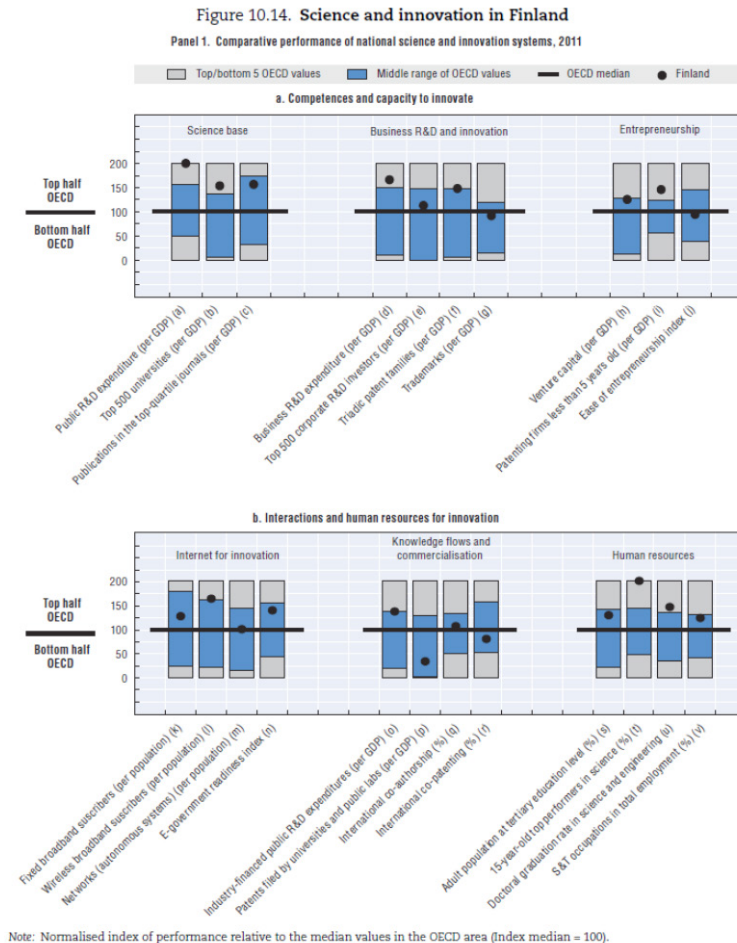 Figure 10.14. Science and innovation in Finland
Panel 1. Comparative performance of national science and innovation systems, 2011
Top/bottom 5 OECD values
Middle range of OECD values
OECD median
Finland
a. Competences and capacity to innovate
Science base
Business R&D and innovation
Entrepreneurship
200
150
100
50
0
Top half
OECD
Bottom half
OECD
Public R&D expenditure (per GDP) (a)
Top 500 universities (per GDP) (b)
Publications in the top-quartile journals (per GDP) (c)
Business R&D expenditure (per GDP) (d)
Top 500 corporate R&D investors (per GDP) (e)
Triadic patent families (per GDP) (f)
Trademarks (per GDP) (g)
Venture capital (per GDP) (h)
Patenting firms less than 5 years old (per GDP) (i)
Ease of entrepreneurship index (j)
b. Interactions and human resources for innovation
Internet for innovation
Knowledge flows and
commercialisation
Human resources
200
150
100
50
0
Top half
OECD
Bottom half
OECD
Fixed broadband suscribers (per population) (k)
Wireless broadband suscribers (per population) (l)
Networks (autonomous systems) (per population) (m)
E-government readiness index (n)
Industry-financed public R&D expenditures (per GDP) (o)
Patents filed by universities and public labs (per GDP) (p)
International co-authorship (%) (q)
International co-patenting (%) (r)
Adult population at tertiary education level (%) (s)
15-year-old top performers in science (%) (t)
Doctoral graduation rate in science and engineering (u)
S&T occupations in total employment (%) (v)
Note: Normalised index of performance relative to the median values in the OECD area (Index median = 100).